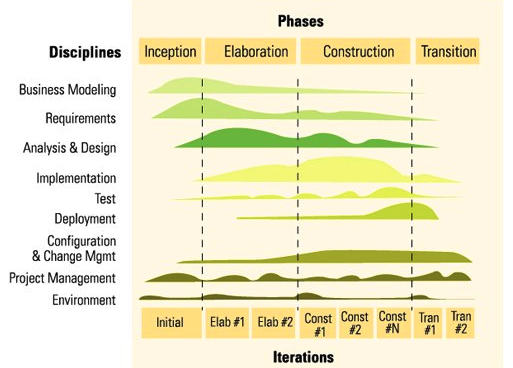 Phases
Disciplines
Inception
Elaboration
Construction
Transition
Business Modeling
Requirements
Analysis & Design
Implementation
Test
Deployment
Configuration
& Change Mgmt
Project Management
Environment
Initial
Elab #1
Elab #2
Const
#1
Const
#2
Const
#N
Tran
#1
Tran
#2
Iterations